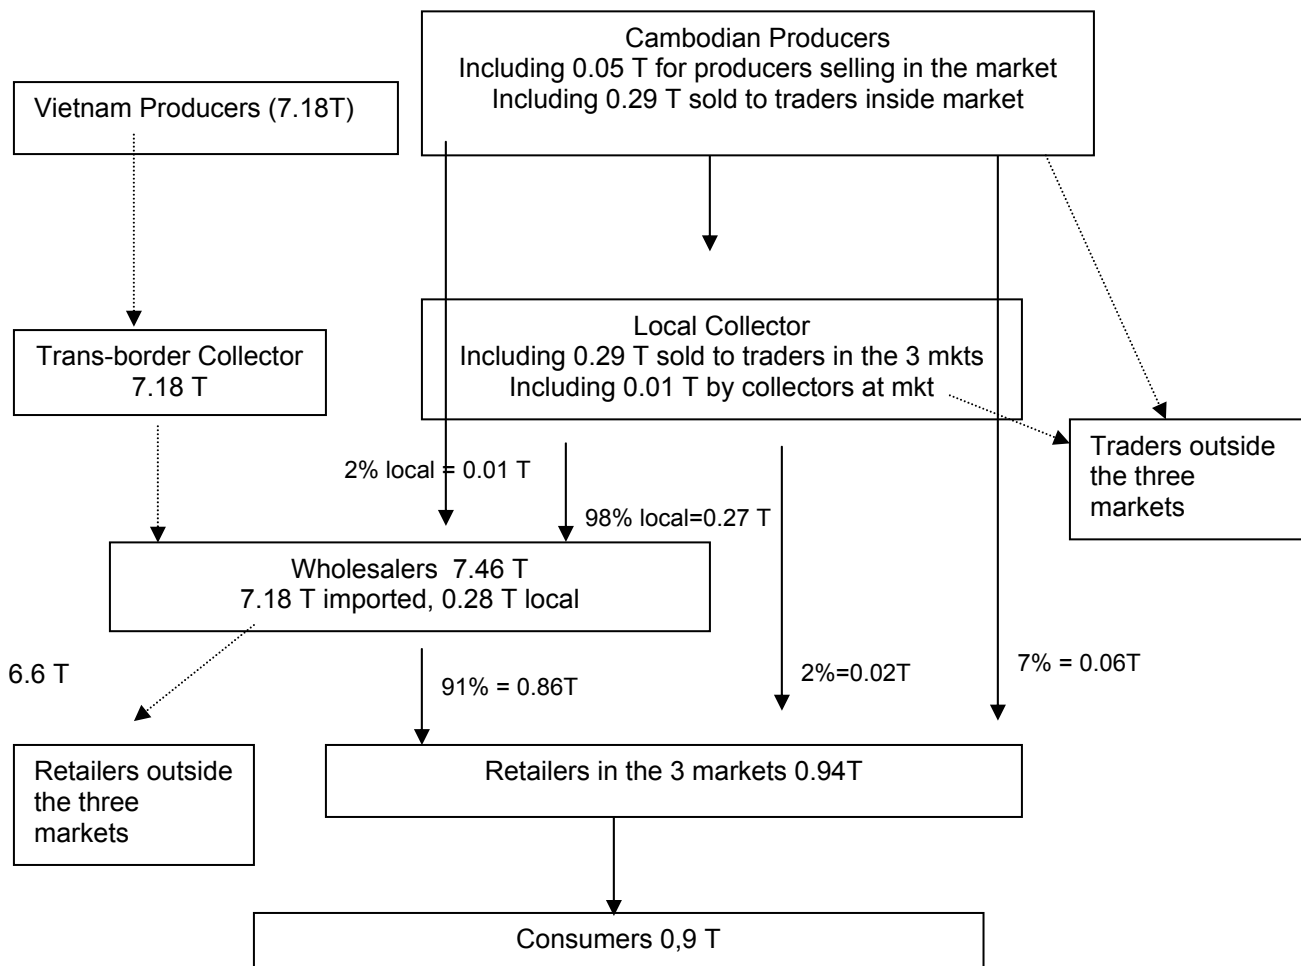 Cambodian Producers
Including 0.05 T for producers selling in the market
Including 0.29 T sold to traders inside market
Vietnam Producers (7.18T)
Local Collector
Including 0.29 T sold to traders in the 3 mkts
Including 0.01 T by collectors at mkt
Trans-border Collector
7.18 T
Traders outside
the three
markets
2% local = 0.01 T
98% local=0.27 T
Wholesalers  7.46 T
7.18 T imported, 0.28 T local
6.6 T
91% = 0.86T
2%=0.02T
7% = 0.06T
Retailers outside
the three
markets
Retailers in the 3 markets 0.94T
Consumers 0,9 T